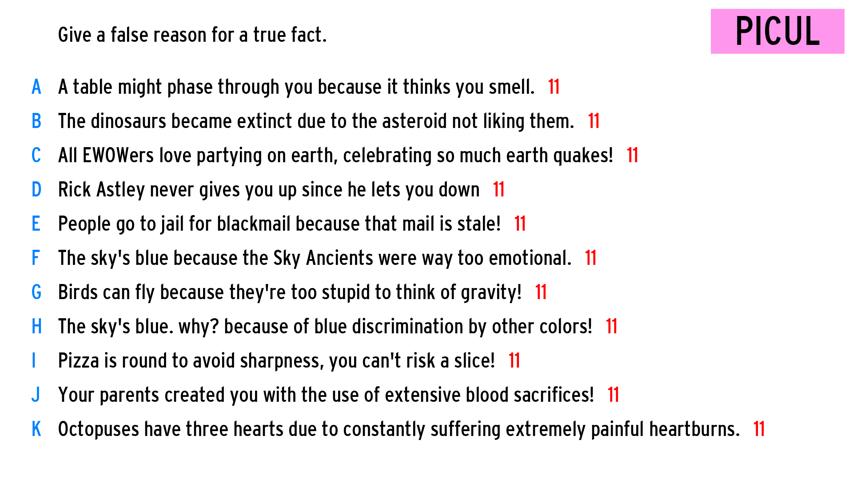 Give a false reason for a true fact.
PICUL
A A table might phase through you because it thinks you smell. 11
B The dinosaurs became extinct due to the asteroid not liking them. 11
C All EWOWers love partying on earth, celebrating so much earth quakes! 11
D Rick Astley never gives you up since he lets you down 11
E People go to jail for blackmail because that mail is stale! 11
F The sky's blue because the Sky Ancients were way too emotional. 11
G Birds can fly because they're too stupid to think of gravity! 11
H The sky's blue. why? because of blue discrimination by other colors! 11
I Pizza is round to avoid sharpness, you can't risk a slice! 11
J Your parents created you with the use of extensive blood sacrifices! 11
K Octopuses have three hearts due to constantly suffering extremely painful heartburns. 11